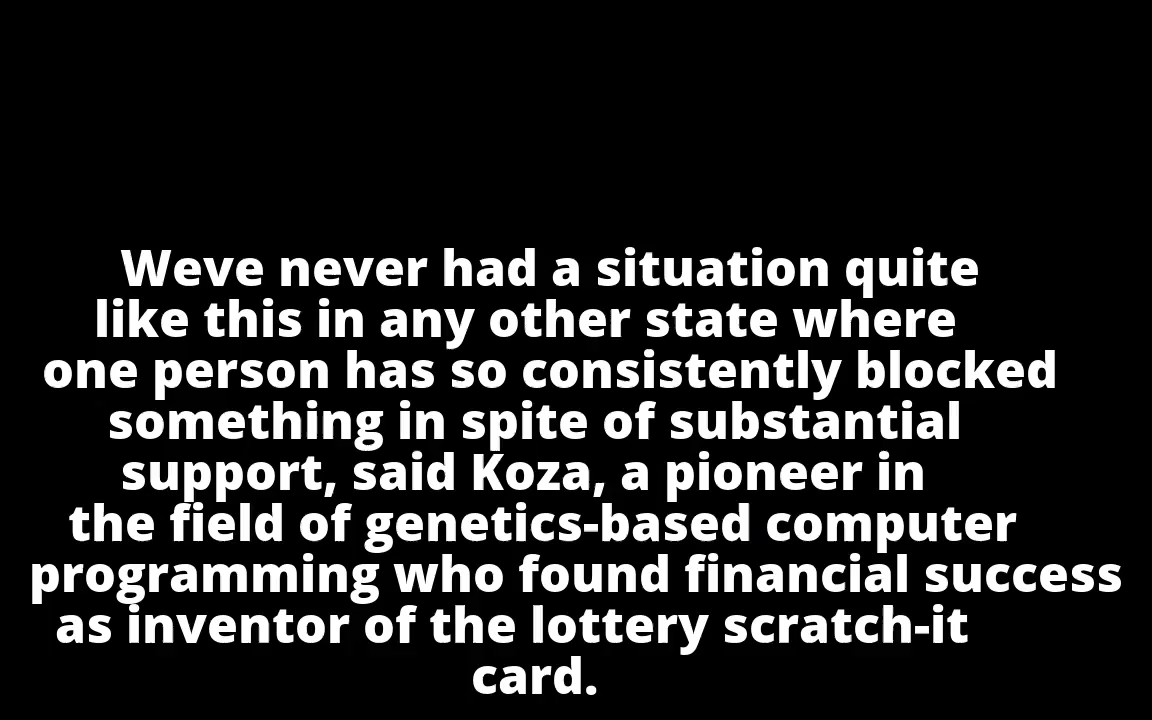 Weve never had a situation quite
like this in any other state where
one person has so consistently blocked
something in spite of substantial
support, said Koza, a pioneer in
the field of genetics-based computer
programming who found financial success
as inventor of the lottery scratch-it
card.